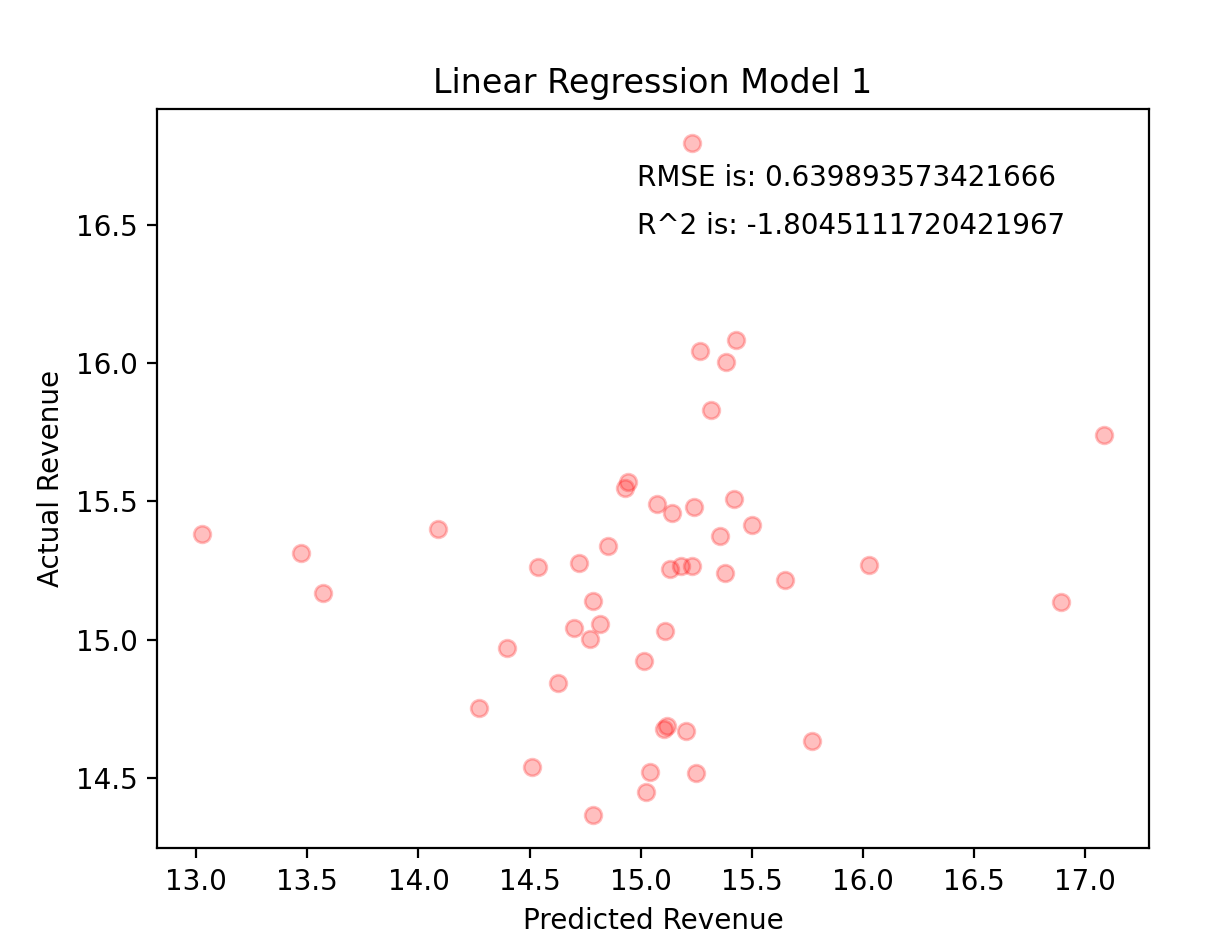 Linear Regression Model 1
RMSE is: 0.639893573421666
R^2 is: -1.8045111720421967
16.5
16.0
15.5
15.0
14.5
Actual Revenue
13.0 13.5 14.0 14.5 15.0 15.5 16.0 16.5 17.0
Predicted Revenue